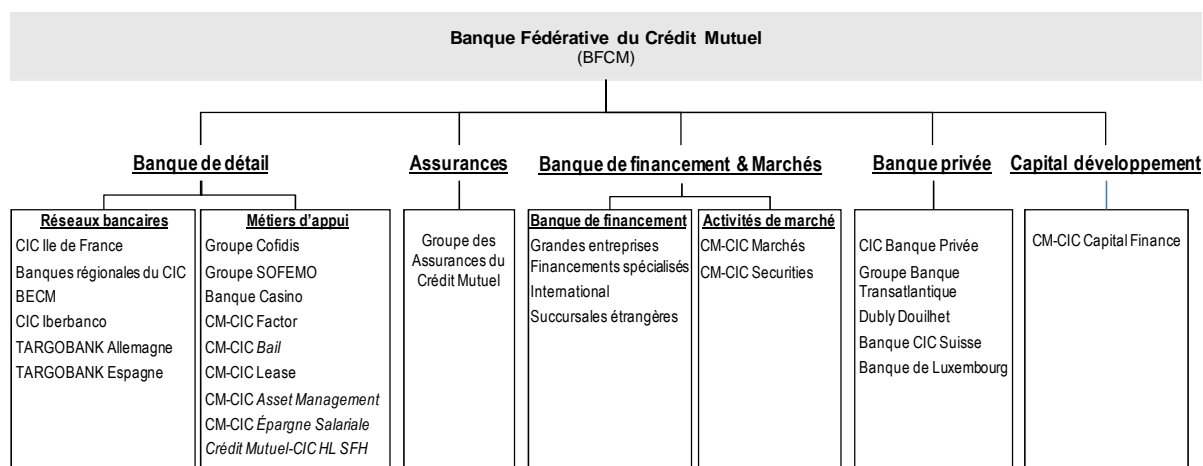 Banque Fédérative du Crédit Mutuel
(BFCM)
Banque de détail
Réseaux bancaires
CIC Ile de France
Banques régionales du CIC
BECM
CIC Iberbanco
TARGOBANK Allemagne
TARGOBANK Espagne
Métiers d'appui
Groupe Cofidis
Groupe SOFEMO
Banque Casino
CM-CIC Factor
CM-CIC Bail
CM-CIC Lease
CM-CIC Asset Management
CM-CIC Épargne Salariale
Crédit Mutuel-CIC HL SFH
Assurances
Groupe des
Assurances du
Crédit Mutuel
Banque de financement & Marchés
Banque de financement
Grandes entreprises
Financements spécialisés
International
Succursales étrangères
Activités de marché
CM-CIC Marchés
CM-CIC Securities
Banque privée
CIC Banque Privée
Groupe Banque
Transatlantique
Dubly Douilhet
Banque CIC Suisse
Banque de Luxembourg
Capital développement
CM-CIC Capital Finance